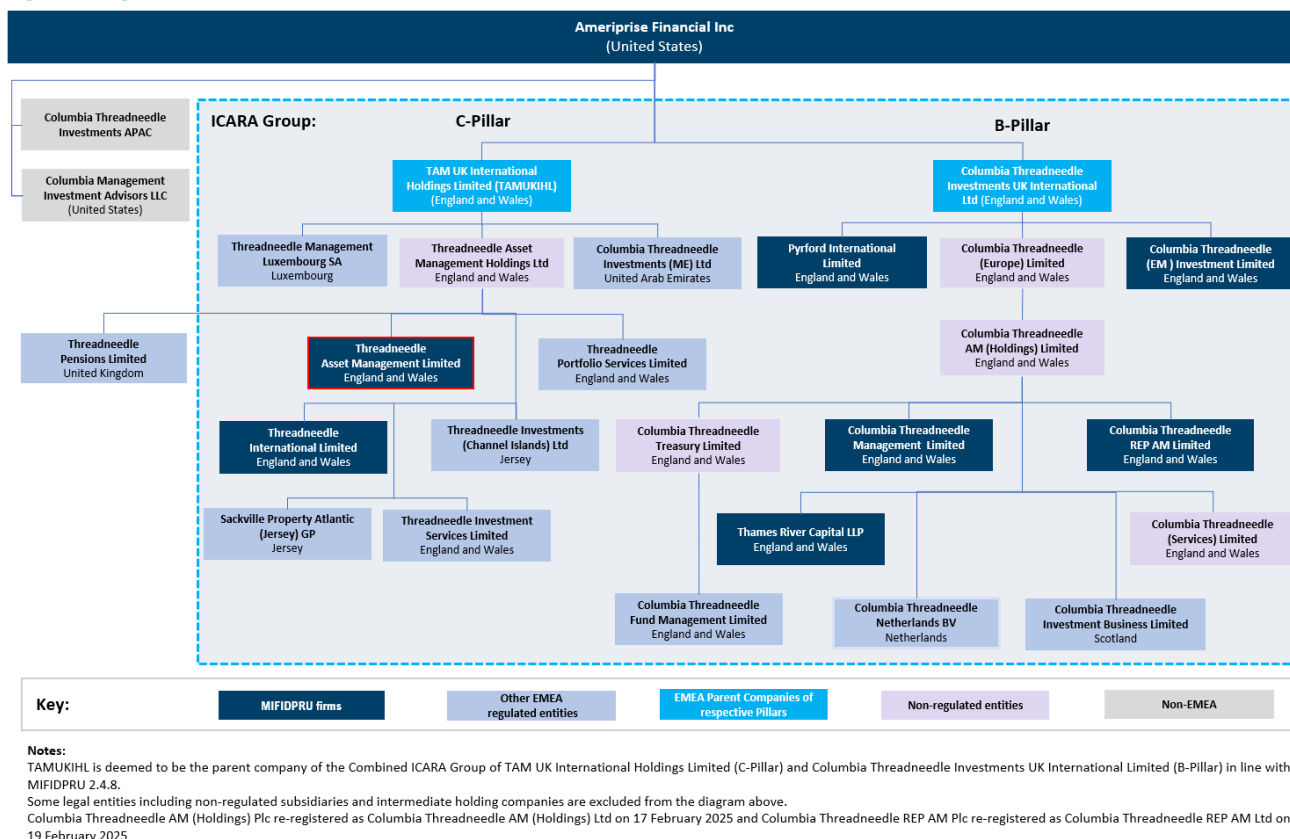 Ameriprise Financial Inc
(United States)
Columbia Threadneedle
Investments APAC
Columbia Management
Investment Advisors LLC
(United States)
ICARA Group:
C-Pillar
B-Pillar
TAM UK International
Holdings Limited (TAMUKIHL)
(England and Wales)
Columbia Threadneedle
Investments UK International
Ltd (England and Wales)
Threadneedle Management
Luxembourg SA
Luxembourg
Threadneedle Asset
Management Holdings Ltd
England and Wales
Columbia Threadneedle
Investments (ME) Ltd
United Arab Emirates
Pyrford International
Limited
England and Wales
Columbia Threadneedle
(Europe) Limited
England and Wales
Columbia Threadneedle
(EM ) Investment Limited
England and Wales
Threadneedle
Pensions Limited
United Kingdom
Threadneedle
Asset Management Limited
England and Wales
Threadneedle
Portfolio Services Limited
England and Wales
Columbia Threadneedle
AM (Holdings) Limited
England and Wales
Threadneedle
International Limited
England and Wales
Threadneedle Investments
(Channel Islands) Ltd
Jersey
Columbia Threadneedle
Treasury Limited
England and Wales
Columbia Threadneedle
Management Limited
England and Wales
Columbia Threadneedle
REP AM Limited
England and Wales
Sackville Property Atlantic
(Jersey) GP
Jersey
Threadneedle Investment
Services Limited
England and Wales
Thames River Capital LLP
England and Wales
Columbia Threadneedle
(Services) Limited
England and Wales
Columbia Threadneedle
Fund Management Limited
England and Wales
Columbia Threadneedle
Netherlands BV
Netherlands
Columbia Threadneedle
Investment Business Limited
Scotland
Key:
MIFIDPRU firms
Other EMEA
regulated entities
EMEA Parent Companies of
respective Pillars
Non-regulated entities
Non-EMEA
Notes:
TAMUKIHL is deemed to be the parent company of the Combined ICARA Group of TAM UK International Holdings Limited (C-Pillar) and Columbia Threadneedle Investments UK International Limited (B-Pillar) in line with
MIFIDPRU 2.4.8.
Some legal entities including non-regulated subsidiaries and intermediate holding companies are excluded from the diagram above.
Columbia Threadneedle AM (Holdings) Plc re-registered as Columbia Threadneedle AM (Holdings) Ltd on 17 February 2025 and Columbia Threadneedle REP AM Plc re-registered as Columbia Threadneedle REP AM Ltd on
19 February 2025